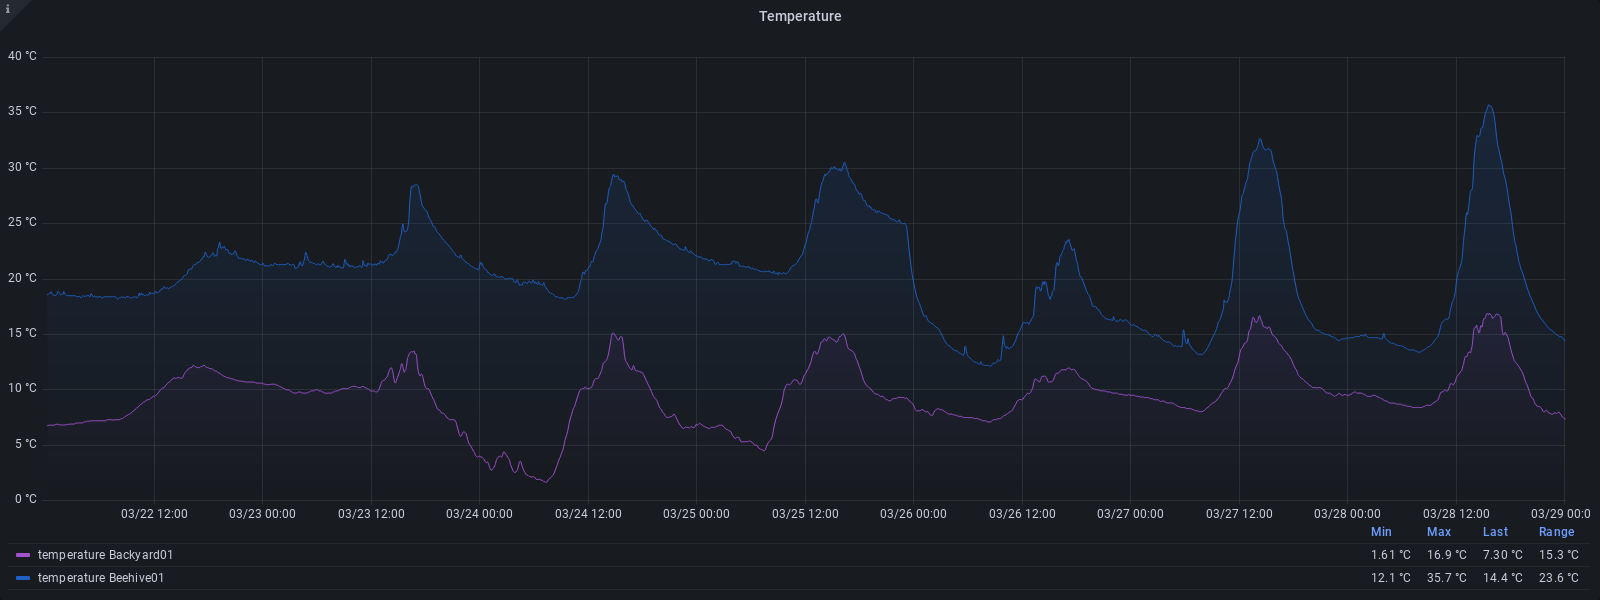 i
Temperature
40 °C
35 °C
30 °C
25 °C
20 °C
15 °C
10 °C
5 °C
0 °C
03/22 12:00 03/23 00:00 03/23 12:00 03/24 00:00 03/24 12:00 03/25 00:00 03/25 12:00 03/26 00:00 03/26 12:00 03/27 00:00 03/27 12:00 03/28 00:00 03/28 12:00 03/29 00:0
Min Max Last Range
temperature Backyard01 1.61 °C 16.9 °C 7.30 °C 15.3 °C
temperature Beehive01 12.1 °C 35.7 °C 14.4 °C 23.6 °C